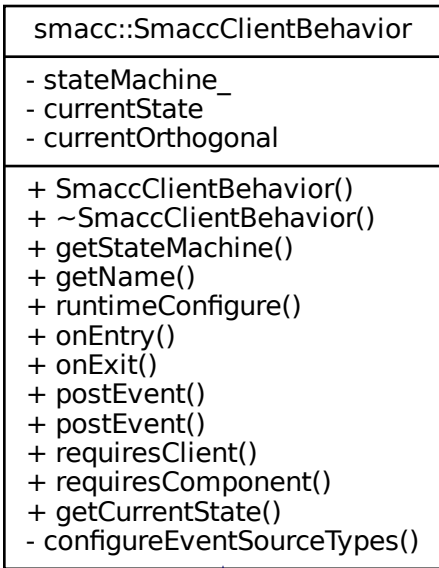 smacc::SmaccClientBehavior
- stateMachine_
- currentState
- currentOrthogonal
+ SmaccClientBehavior()
+ ~SmaccClientBehavior()
+ getStateMachine()
+ getName()
+ runtimeConfigure()
+ onEntry()
+ onExit()
+ postEvent()
+ postEvent()
+ requiresClient()
+ requiresComponent()
+ getCurrentState()
- configureEventSourceTypes()